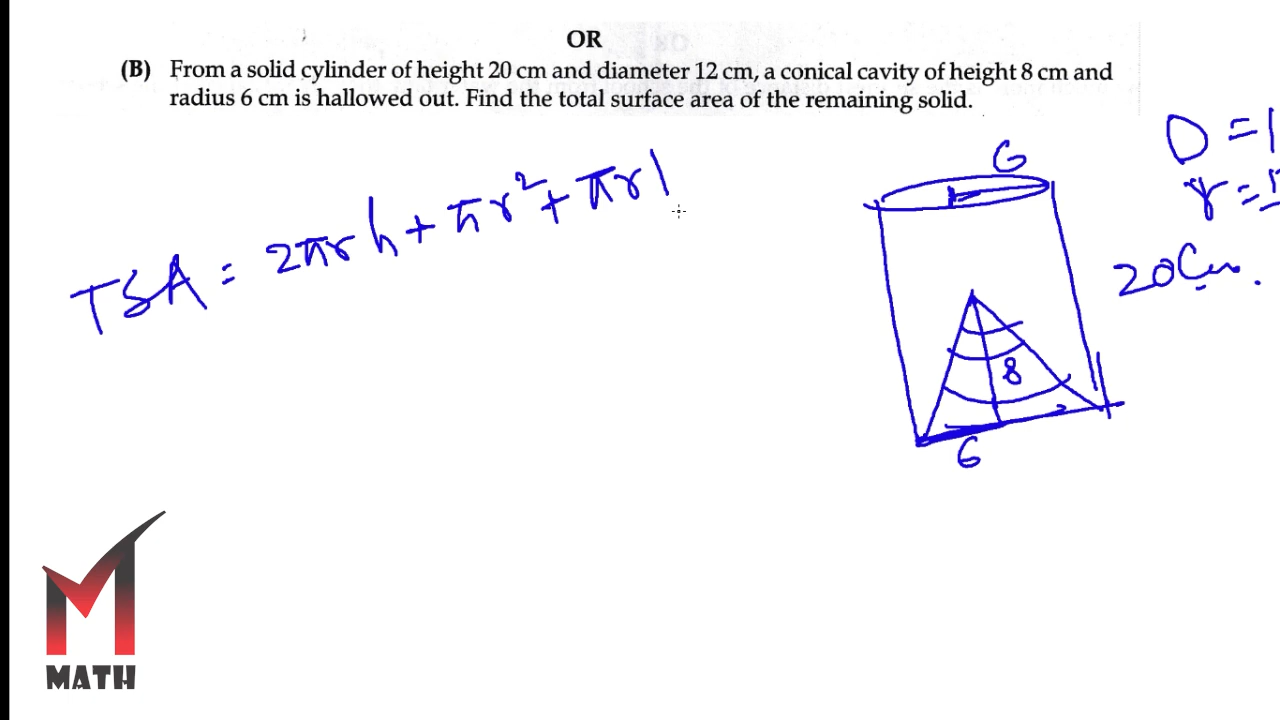 OR
(B) From a solid cylinder of height 20 cm and diameter 12 cm, a conical cavity of height 8 cm and
radius 6 cm is hallowed out. Find the total surface area of the remaining solid.
TSA = 2πrh + πr² + πrl
6
D = 1
r =
20Cm.
8
6
MATH